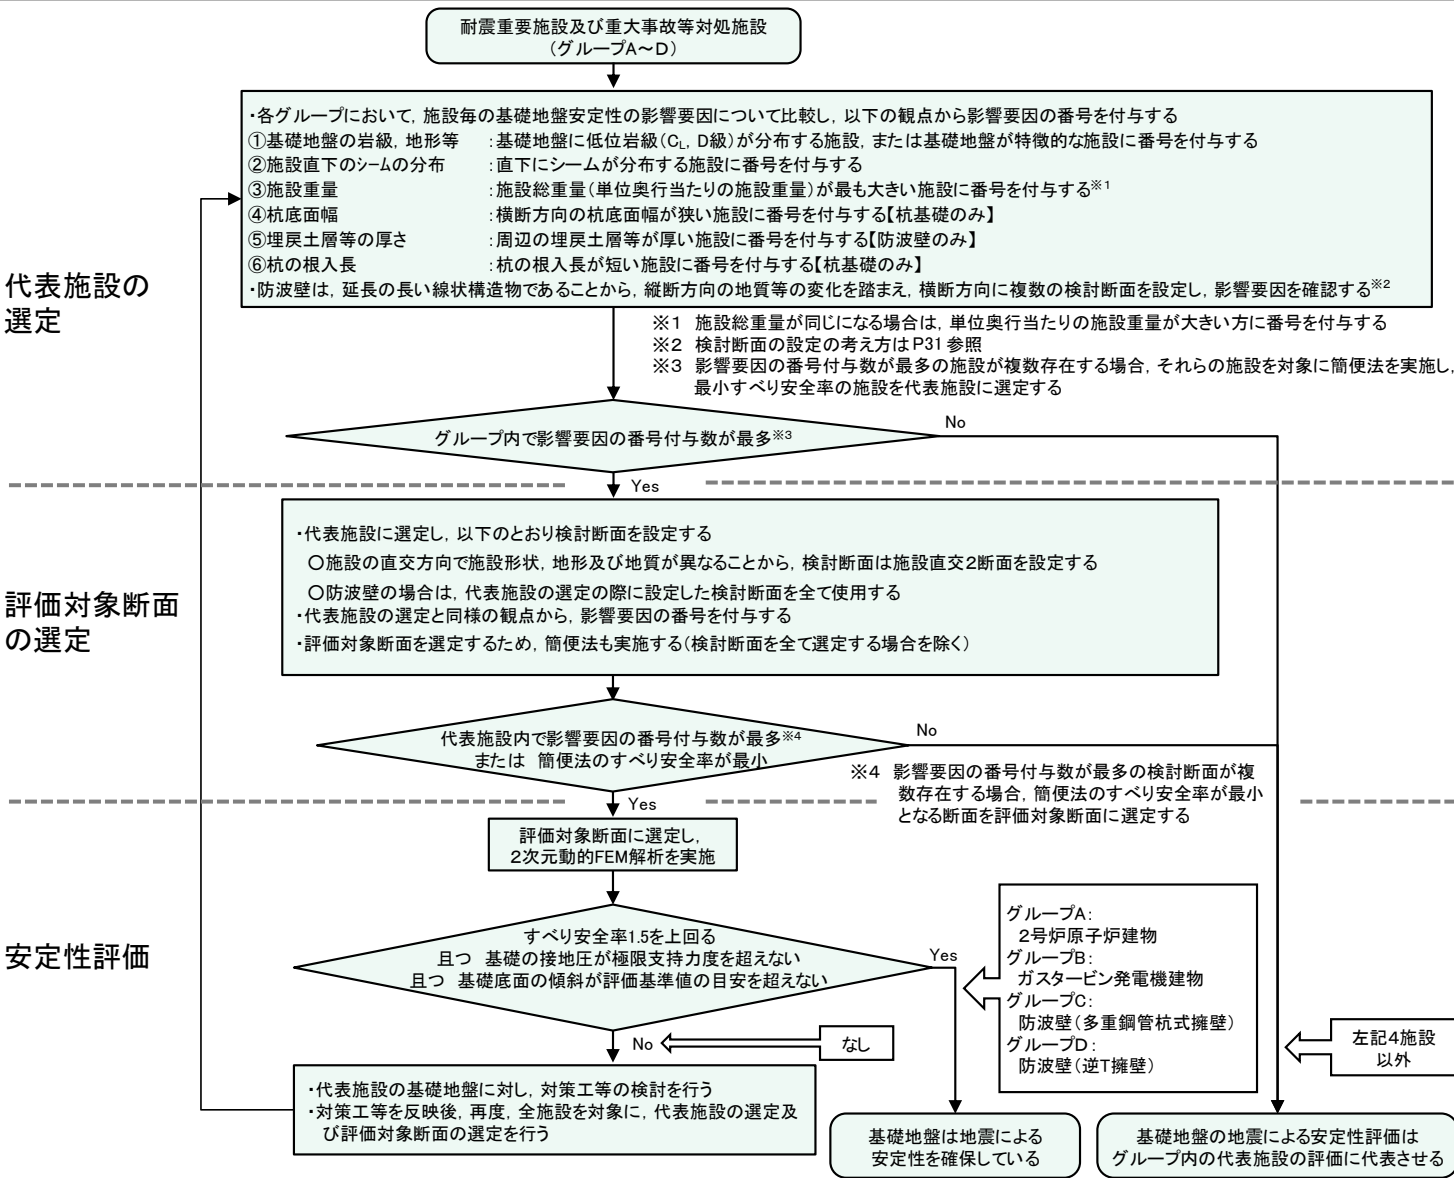 耐震重要施設及び重大事故等対処施設
(グループA～D)
・各グループにおいて，施設毎の基礎地盤安定性の影響要因について比較し，以下の観点から影響要因の番号を付与する
①基礎地盤の岩級，地形等　：基礎地盤に低位岩級(CL，D級)が分布する施設，または基礎地盤が特徴的な施設に番号を付与する
②施設直下のシームの分布　：直下にシームが分布する施設に番号を付与する
③施設重量　：施設総重量(単位奥行当たりの施設重量)が最も大きい施設に番号を付与する※1
④杭底面幅　：横断方向の杭底面幅が狭い施設に番号を付与する【杭基礎のみ】
⑤埋戻土層等の厚さ　：周辺の埋戻土層等が厚い施設に番号を付与する【防波壁のみ】
⑥杭の根入長　：杭の根入長が短い施設に番号を付与する【杭基礎のみ】
・防波壁は，延長の長い線状構造物であることから，縦断方向の地質等の変化を踏まえ，横断方向に複数の検討断面を設定し，影響要因を確認する※2
代表施設の
選定
※1　施設総重量が同じになる場合は，単位奥行当たりの施設重量が大きい方に番号を付与する
※2　検討断面の設定の考え方はP31参照
※3　影響要因の番号付与数が最多の施設が複数存在する場合，それらの施設を対象に簡便法を実施し，
最小すべり安全率の施設を代表施設に選定する
グループ内で影響要因の番号付与数が最多※3
No
Yes
・代表施設に選定し，以下のとおり検討断面を設定する
○施設の直交方向で施設形状，地形及び地質が異なることから，検討断面は施設直交2断面を設定する
○防波壁の場合は，代表施設の選定の際に設定した検討断面を全て使用する
・代表施設の選定と同様の観点から，影響要因の番号を付与する
・評価対象断面を選定するため，簡便法も実施する(検討断面を全て選定する場合を除く)
評価対象断面
の選定
代表施設内で影響要因の番号付与数が最多※4
または　簡便法のすべり安全率が最小
No
※4　影響要因の番号付与数が最多の検討断面が複
数存在する場合，簡便法のすべり安全率が最小
となる断面を評価対象断面に選定する
Yes
評価対象断面に選定し，
2次元動的FEM解析を実施
安定性評価
すべり安全率1.5を上回る
且つ　基礎の接地圧が極限支持力度を超えない
且つ　基礎底面の傾斜が評価基準値の目安を超えない
Yes
グループA：
2号炉原子炉建物
グループB：
ガスタービン発電機建物
グループC：
防波壁(多重鋼管杭式擁壁)
グループD：
防波壁(逆T擁壁)
No
なし
左記4施設
以外
・代表施設の基礎地盤に対し，対策工等の検討を行う
・対策工等を反映後，再度，全施設を対象に，代表施設の選定及
び評価対象断面の選定を行う
基礎地盤は地震による
安定性を確保している
基礎地盤の地震による安定性評価は
グループ内の代表施設の評価に代表させる